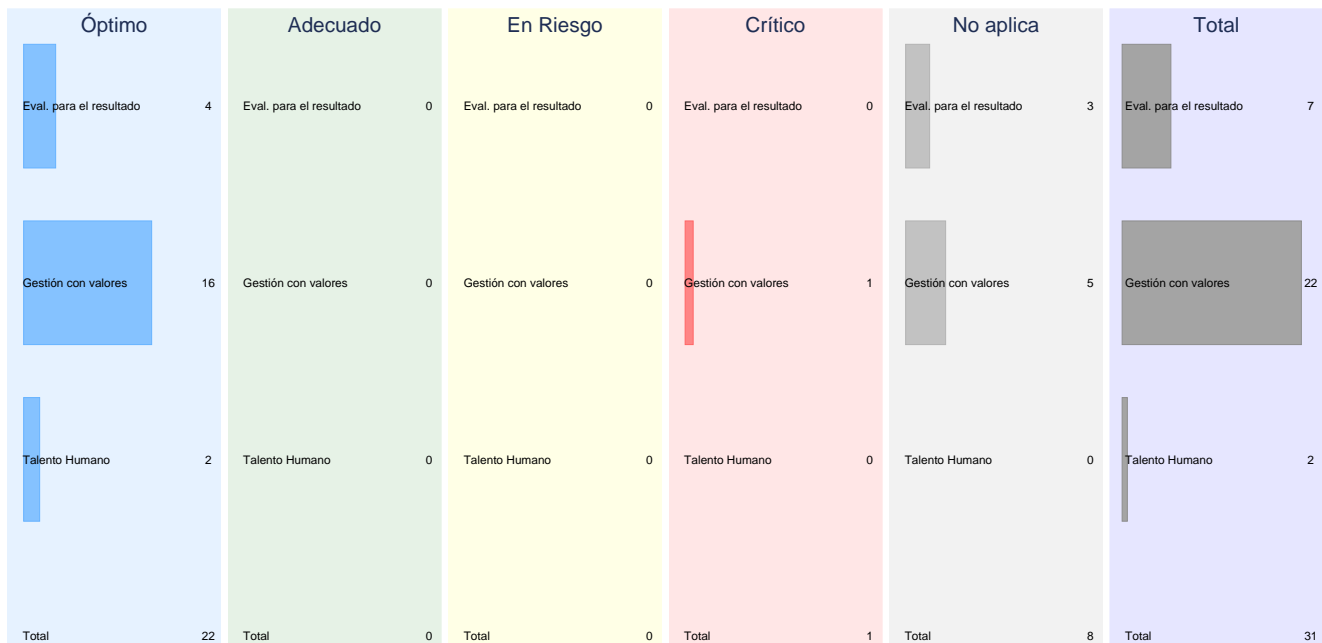 Óptimo Adecuado En Riesgo Crítico No aplica Total
Eval. para el resultado 4 Eval. para el resultado 0 Eval. para el resultado 0 Eval. para el resultado 0 Eval. para el resultado 3 Eval. para el resultado 7
Gestión con valores 16 Gestión con valores 0 Gestión con valores 0 Gestión con valores 1 Gestión con valores 5 Gestión con valores 22
Talento Humano 2 Talento Humano 0 Talento Humano 0 Talento Humano 0 Talento Humano 0 Talento Humano 2
Total 22 Total 0 Total 0 Total 1 Total 8 Total 31